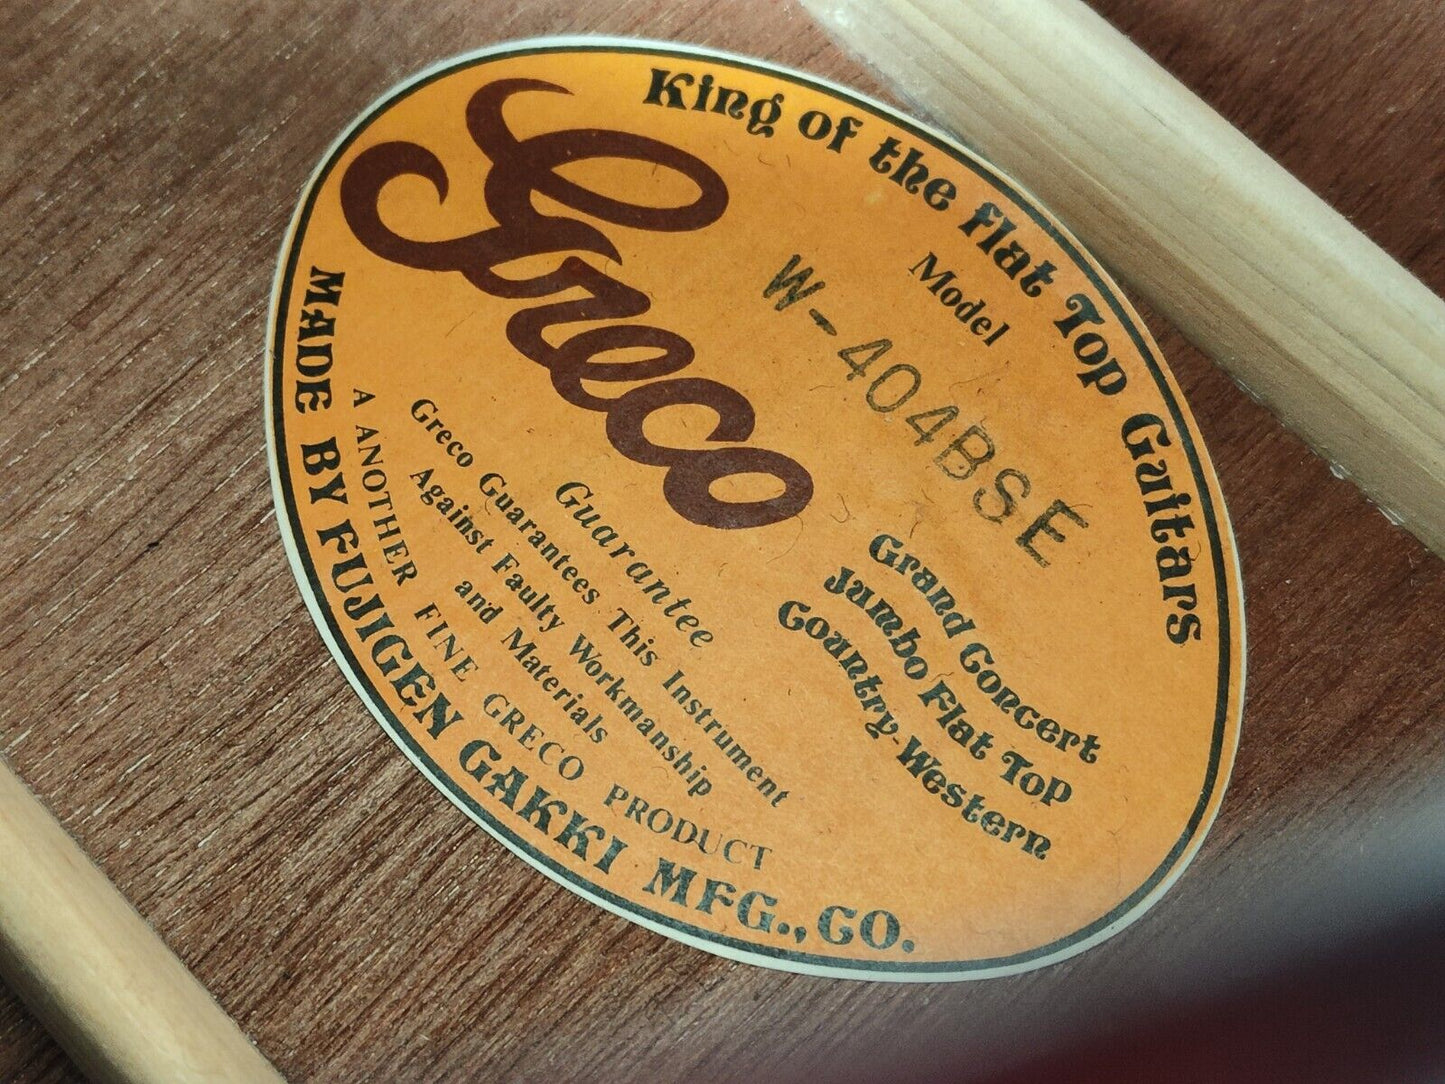 King of the flat Top Guitars
Greco
Model
W-404BSE
Grand Concert
Jumbo Flat Top
Country-Western
Guarantee
Greco Guarantees This Instrument
Against Faulty Workmanship
and Materials
A ANOTHER FINE GRECO PRODUCT
MADE BY FUJIGEN GAKKI MFG., CO.